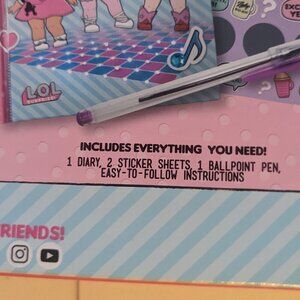 L.O.L.
SURPRISE!
INCLUDES EVERYTHING YOU NEED!
1 DIARY, 2 STICKER SHEETS, 1 BALLPOINT PEN,
EASY-TO-FOLLOW INSTRUCTIONS
FRIENDS!